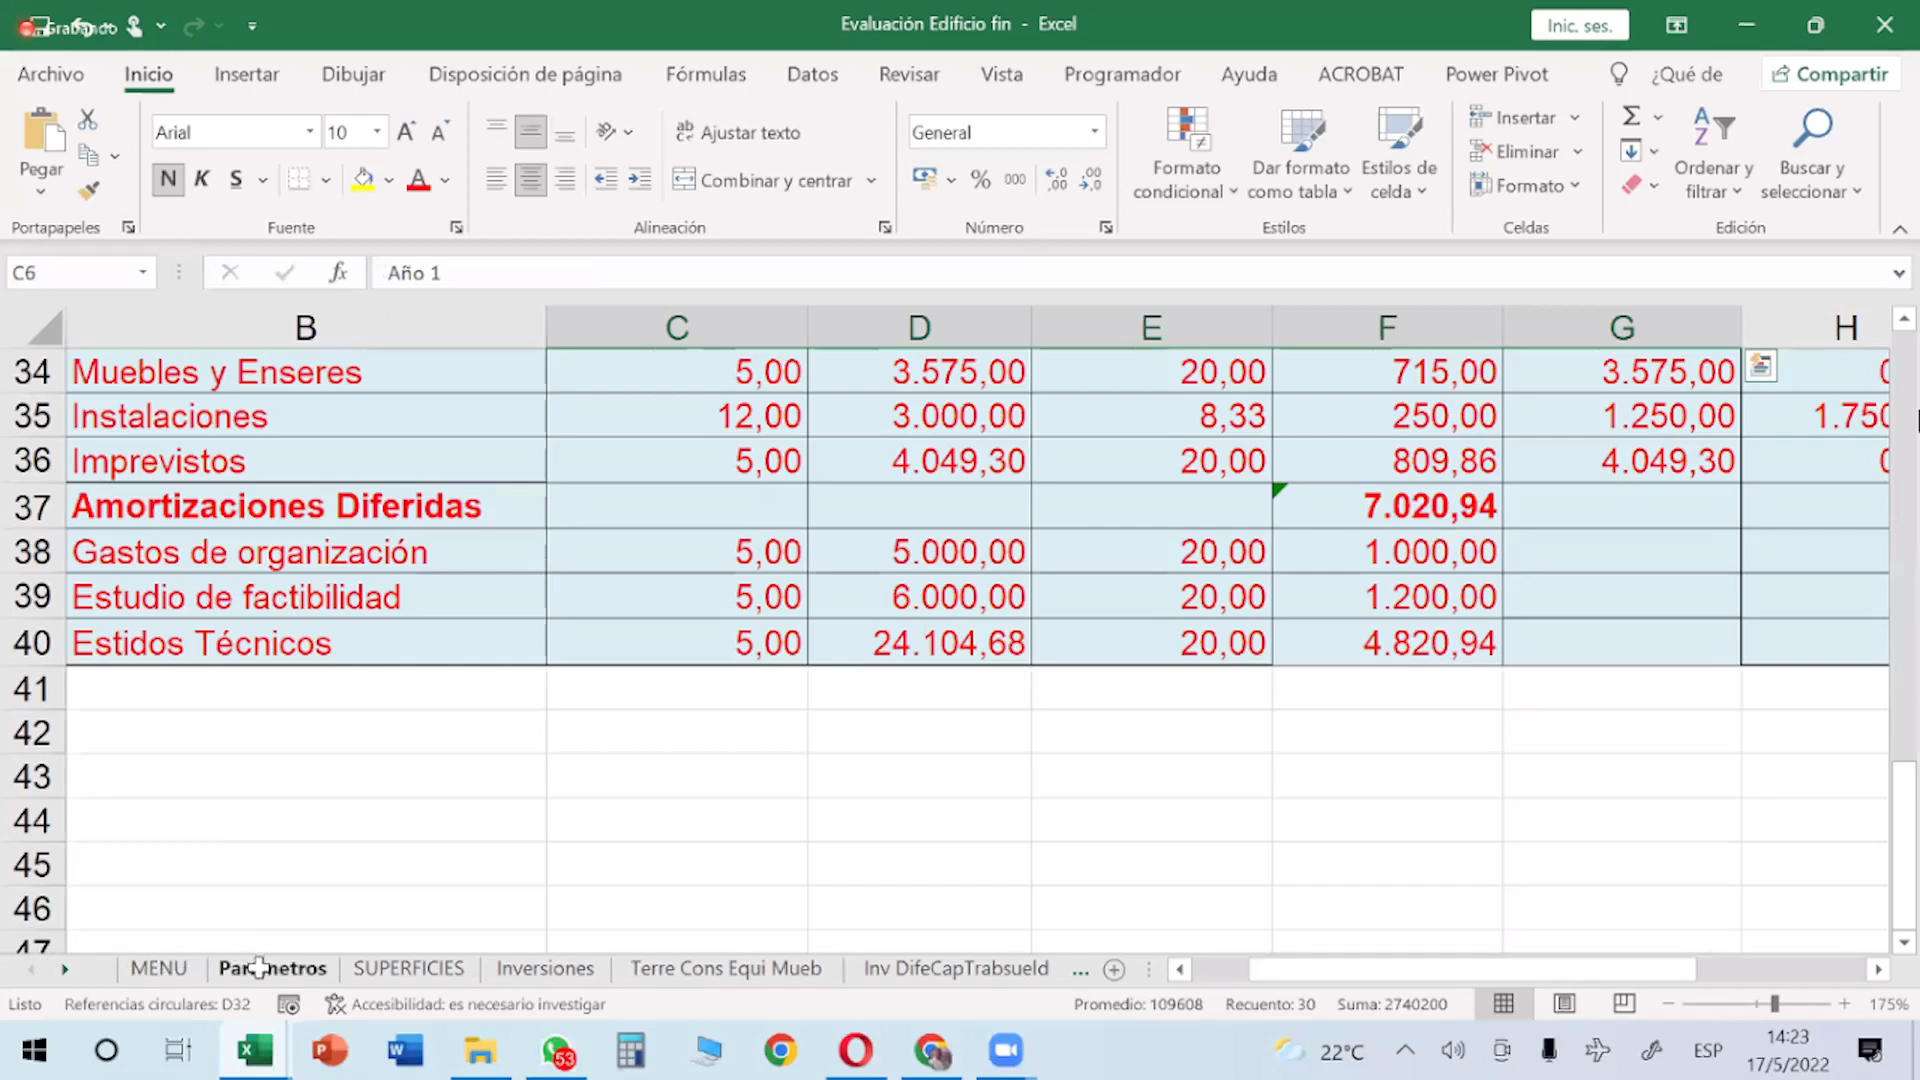 Grabando
Evaluación Edificio fin - Excel
Inic. ses.
Archivo Inicio Insertar Dibujar Disposición de página Fórmulas Datos Revisar Vista Programador Ayuda ACROBAT Power Pivot ¿Qué de Compartir
Pegar
Arial 10
N K S
Ajustar texto
Combinar y centrar
General
% 000
Formato condicional
Dar formato como tabla
Estilos de celda
Insertar
Eliminar
Formato
Ordenar y filtrar
Buscar y seleccionar
Portapapeles Fuente Alineación Número Estilos Celdas Edición
C6 fx Año 1
B C D E F G H
34 Muebles y Enseres 5,00 3.575,00 20,00 715,00 3.575,00
35 Instalaciones 12,00 3.000,00 8,33 250,00 1.250,00 1.750
36 Imprevistos 5,00 4.049,30 20,00 809,86 4.049,30
37 Amortizaciones Diferidas 7.020,94
38 Gastos de organización 5,00 5.000,00 20,00 1.000,00
39 Estudio de factibilidad 5,00 6.000,00 20,00 1.200,00
40 Estidos Técnicos 5,00 24.104,68 20,00 4.820,94
41
42
43
44
45
46
47
MENU Parámetros SUPERFICIES Inversiones Terre Cons Equi Mueb Inv DifeCapTrabsueld ...
Listo Referencias circulares: D32 Accesibilidad: es necesario investigar Promedio: 109608 Recuento: 30 Suma: 2740200 175%
53
22°C ESP 14:23
17/5/2022